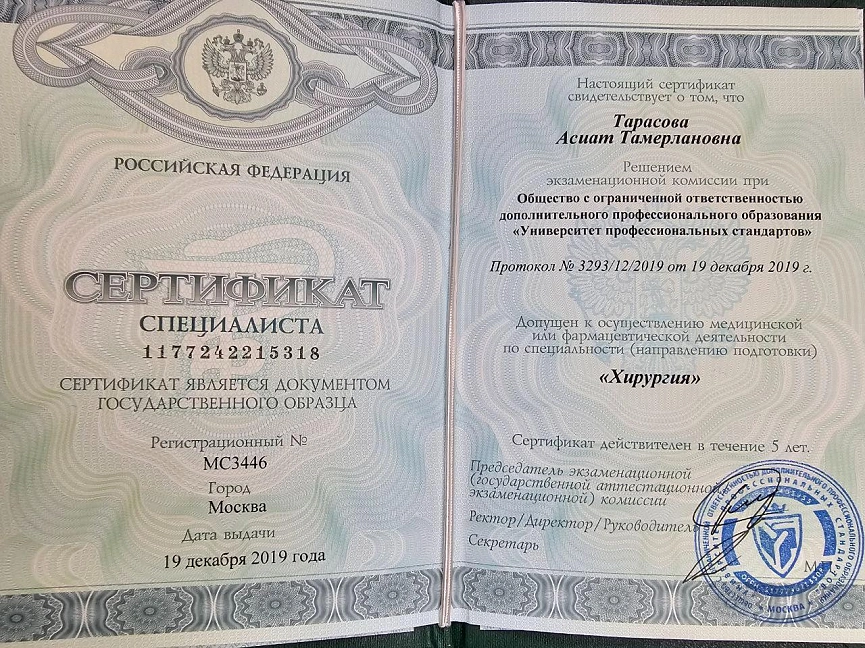 РОССИЙСКАЯ ФЕДЕРАЦИЯ
СЕРТИФИКАТ
СПЕЦИАЛИСТА
1177242215318
СЕРТИФИКАТ ЯВЛЯЕТСЯ ДОКУМЕНТОМ
ГОСУДАРСТВЕННОГО ОБРАЗЦА
Регистрационный №
МС3446
Город
Москва
Дата выдачи
19 декабря 2019 года
Настоящий сертификат
свидетельствует о том, что
Тарасова
Асиат Тамерлановна
Решением
экзаменационной комиссии при
Общество с ограниченной ответственностью
дополнительного профессионального образования
«Университет профессиональных стандартов»
Протокол № 3293/12/2019 от 19 декабря 2019 г.
Допущен к осуществлению медицинской
или фармацевтической деятельности
по специальности (направлению подготовки)
«Хирургия»
Сертификат действителен в течение 5 лет.
Председатель экзаменационной
(государственной аттестационной
экзаменационной) комиссии
Ректор/Директор/Руководитель
Секретарь
МОСКВА